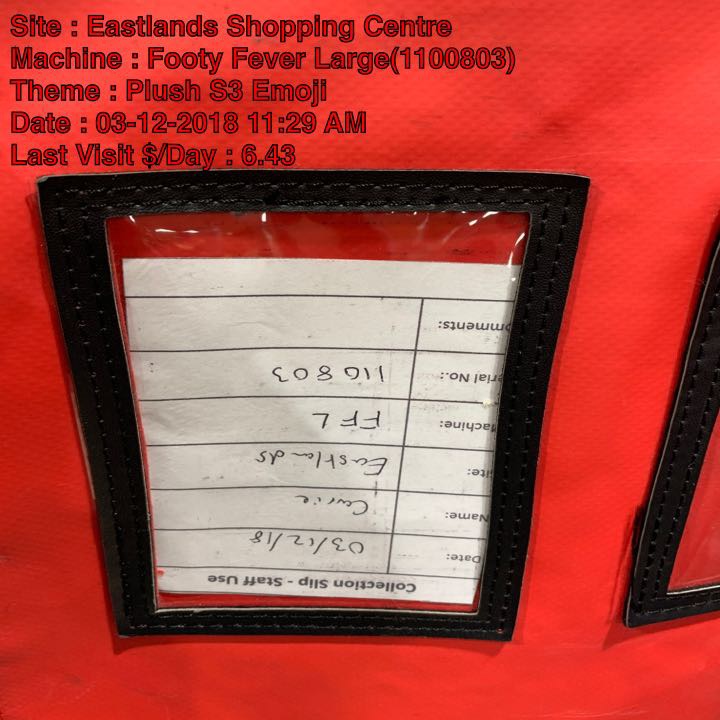 Site : Eastlands Shopping Centre
Machine : Footy Fever Large(1100803)
Theme : Plush S3 Emoji
Date : 03-12-2018 11:29 AM
Last Visit $/Day : 6.43
Collection Slip - Staff Use
Date: 03/12/18
Name:
ite: Eastlands
achine: FFL
erial No.: 110803
omments: